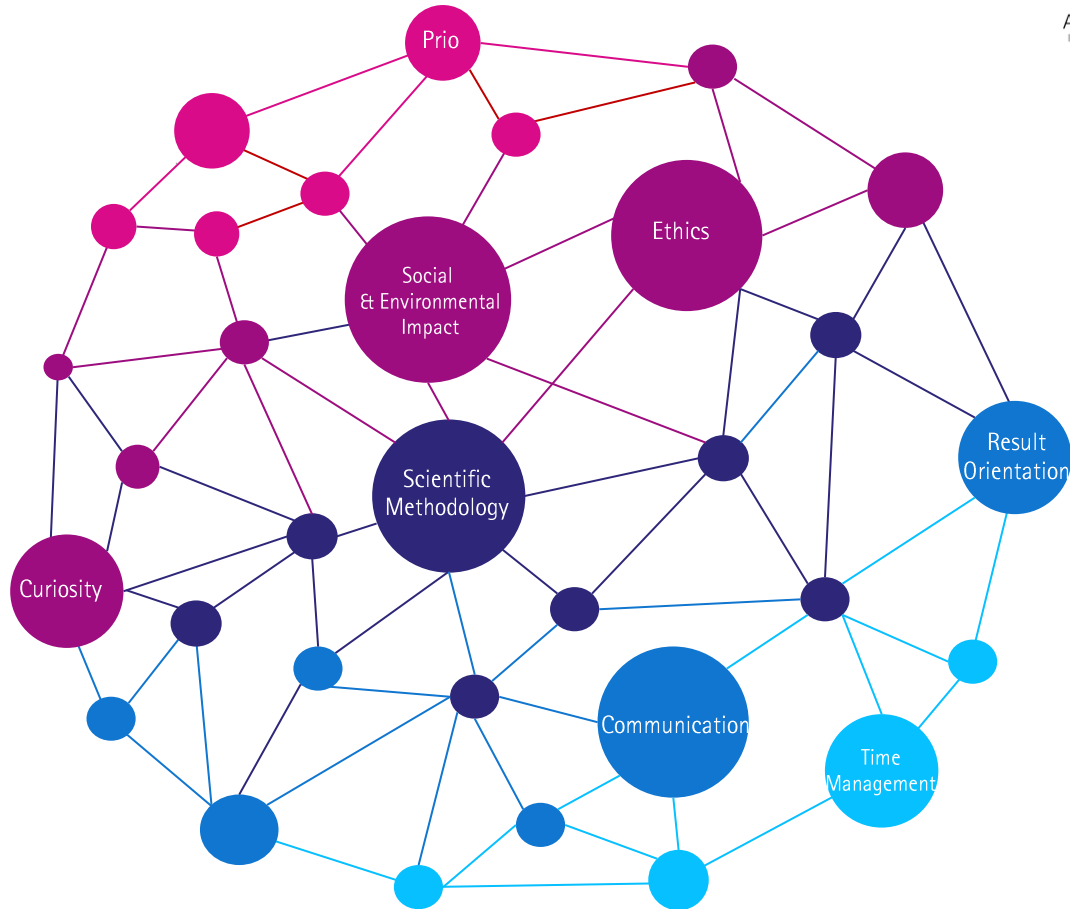 Prio
Ethics
Social
& Environmental
Impact
Result
Orientation
Scientific
Methodology
Curiosity
Communication
Time
Management